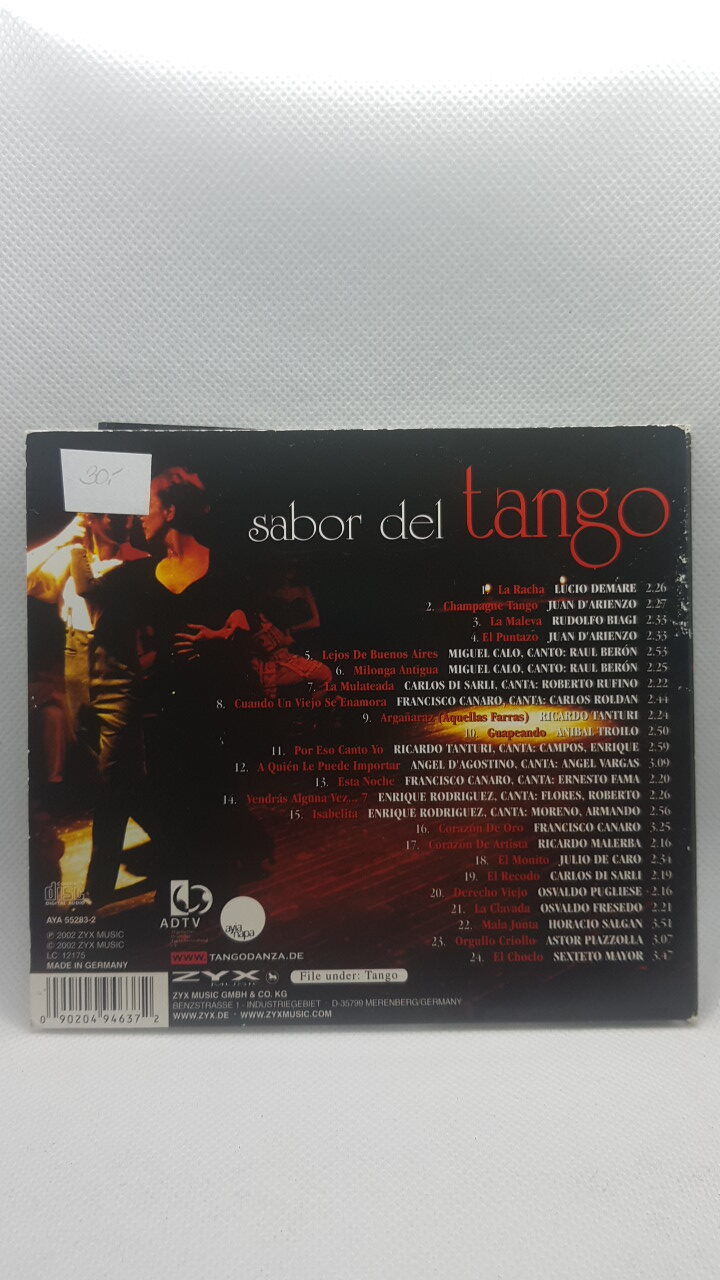 30,-
sabor del tango
1. La Racha LUCIO DEMARE 2.26
2. Champagne Tango JUAN D'ARIENZO 2.27
3. La Maleva RUDOLFO BIAGI 2.33
4. El Puntazo JUAN D'ARIENZO 2.33
5. Lejos De Buenos Aires MIGUEL CALO, CANTO: RAUL BERÓN 2.53
6. Milonga Antigua MIGUEL CALO, CANTO: RAUL BERÓN 2.25
7. La Mulateada CARLOS DI SARLI, CANTA: ROBERTO RUFINO 2.22
8. Cuando Un Viejo Se Enamora FRANCISCO CANARO, CANTA: CARLOS ROLDAN 2.44
9. Argañaraz (Aquellas Farras) RICARDO TANTURI 2.24
10. Guapeando ANIBAL TROILO 2.50
11. Por Eso Canto Yo RICARDO TANTURI, CANTA: CAMPOS, ENRIQUE 2.59
12. A Quién Le Puede Importar ANGEL D'AGOSTINO, CANTA: ANGEL VARGAS 3.09
13. Esta Noche FRANCISCO CANARO, CANTA: ERNESTO FAMA 2.20
14. Vendrás Alguna Vez... ? ENRIQUE RODRIGUEZ, CANTA: FLORES, ROBERTO 2.26
15. Isabelita ENRIQUE RODRIGUEZ, CANTA: MORENO, ARMANDO 2.56
16. Corazón De Oro FRANCISCO CANARO 3.25
17. Corazón De Artista RICARDO MALERBA 2.16
18. El Monito JULIO DE CARO 2.34
19. El Recodo CARLOS DI SARLI 2.19
20. Derecho Viejo OSVALDO PUGLIESE 2.16
21. La Clavada OSVALDO FRESEDO 2.21
22. Mala Junta HORACIO SALGAN 3.51
23. Orgullo Criollo ASTOR PIAZZOLLA 3.07
24. El Choclo SEXTETO MAYOR 3.47
COMPACT
disc
DIGITAL AUDIO
AYA 55283-2
℗ 2002 ZYX MUSIC
© 2002 ZYX MUSIC
LC 12175
MADE IN GERMANY
ADTV
ayia napa
WWW.TANGODANZA.DE
ZYX MUSIC
File under: Tango
ZYX MUSIC GMBH & CO. KG
BENZSTRASSE 1 · INDUSTRIEGEBIET · D-35799 MERENBERG/GERMANY
WWW.ZYX.DE · WWW.ZYXMUSIC.COM
0 90204 94637 2